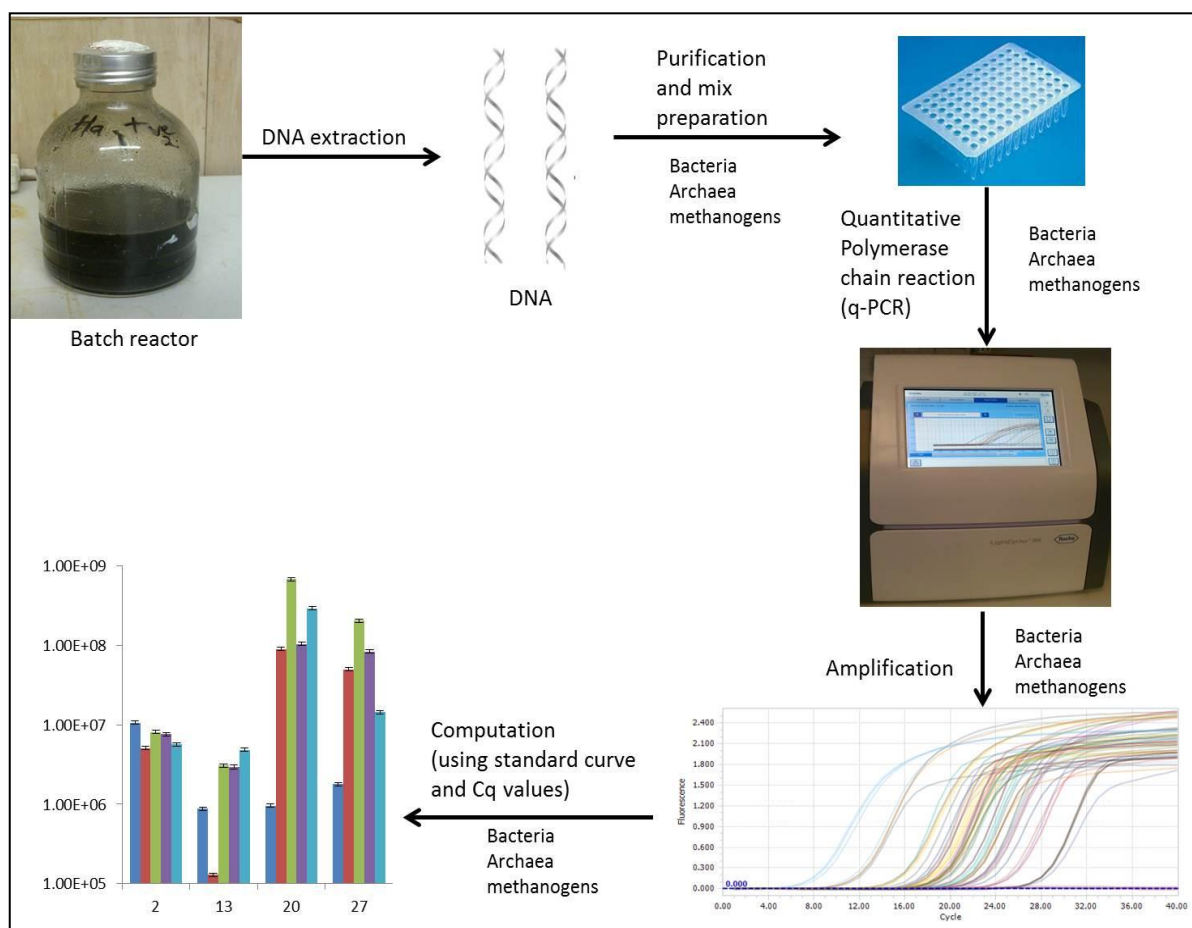 DNA extraction
Batch reactor
DNA
Purification
and mix
preparation
Bacteria
Archaea
methanogens
Quantitative
Polymerase
chain reaction
(q-PCR)
Bacteria
Archaea
methanogens
Roche
Amplification
Bacteria
Archaea
methanogens
2.400
2.100
1.800
1.500
1.200
0.900
0.600
0.300
0.000
0.000
Fluorescence
0.00 4.00 8.00 12.00 16.00 20.00 24.00 28.00 32.00 36.00 40.00
Cycle
Computation
(using standard curve
and Cq values)
Bacteria
Archaea
methanogens
1.00E+09
1.00E+08
1.00E+07
1.00E+06
1.00E+05
2 13 20 27